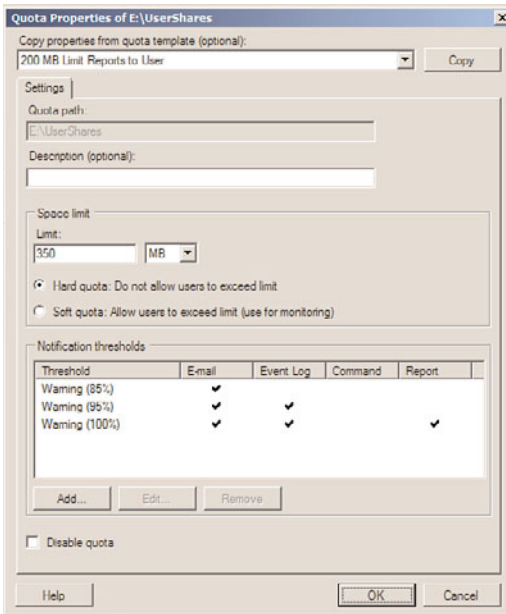 Quota Properties of E:\UserShares
Copy properties from quota template (optional):
200 MB Limit Reports to User
Copy
Settings
Quota path:
E:\UserShares
Description (optional):
Space limit
Limit:
350 MB
Hard quota: Do not allow users to exceed limit
Soft quota: Allow users to exceed limit (use for monitoring)
Notification thresholds
Threshold E-mail Event Log Command Report
Warning (85%)
Warning (95%)
Warning (100%)
Add... Edit... Remove
Disable quota
Help OK Cancel